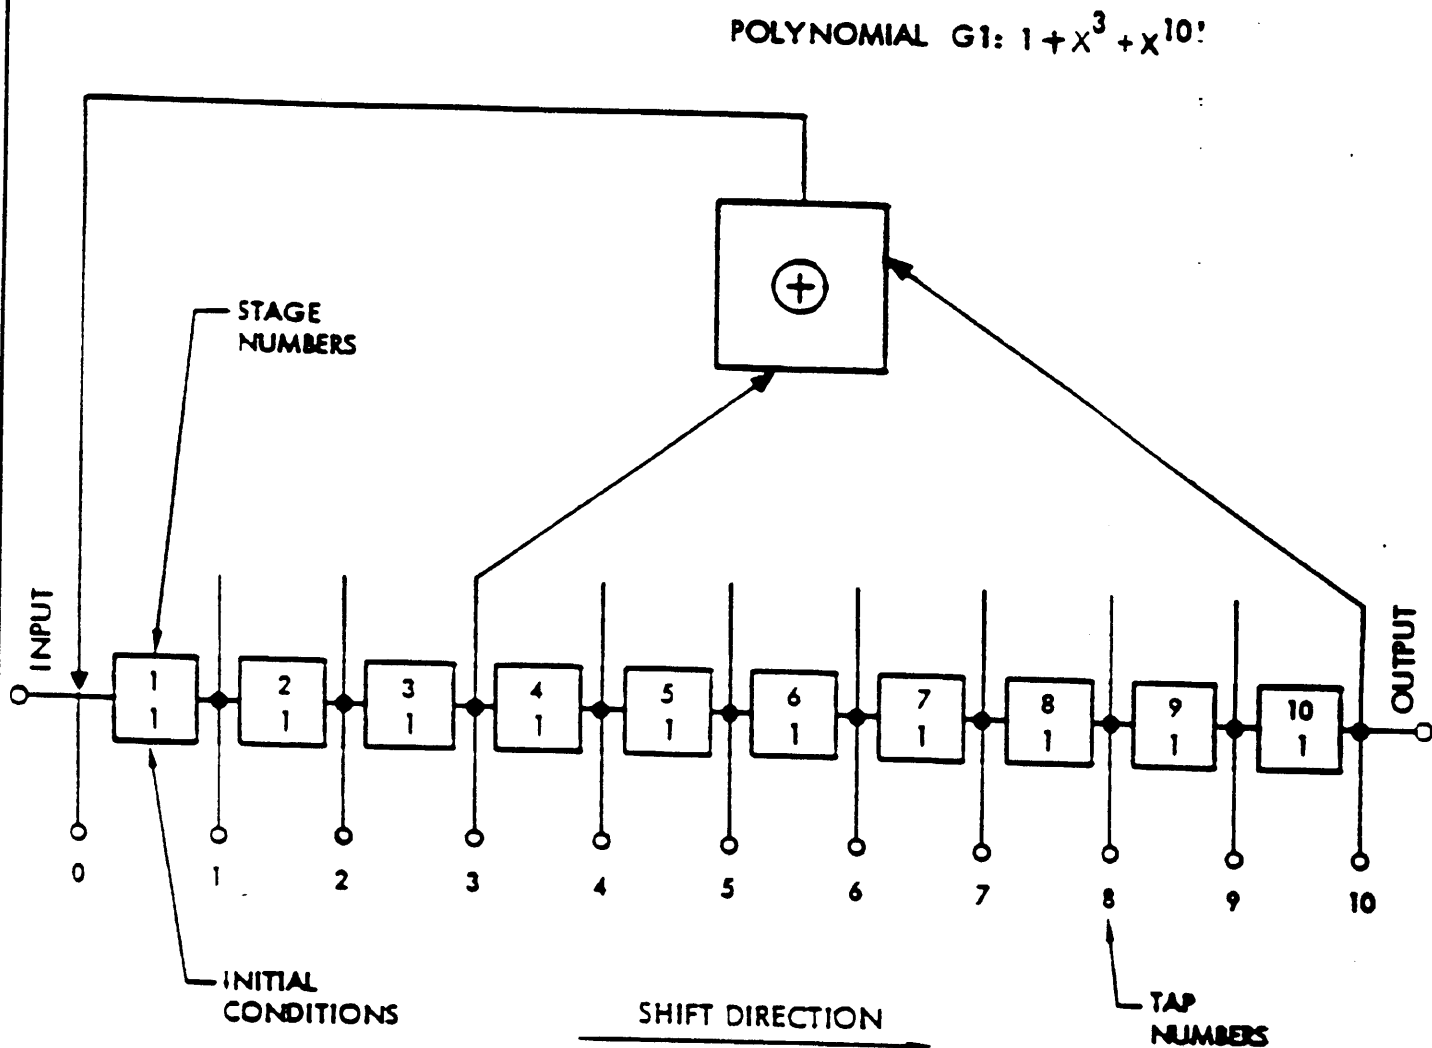 POLYNOMIAL G1: 1 + X³ + X¹⁰
STAGE
NUMBERS
INPUT
OUTPUT
1 2 3 4 5 6 7 8 9 10
1 1 1 1 1 1 1 1 1 1
0 1 2 3 4 5 6 7 8 9 10
INITIAL
CONDITIONS
SHIFT DIRECTION
TAP
NUMBERS